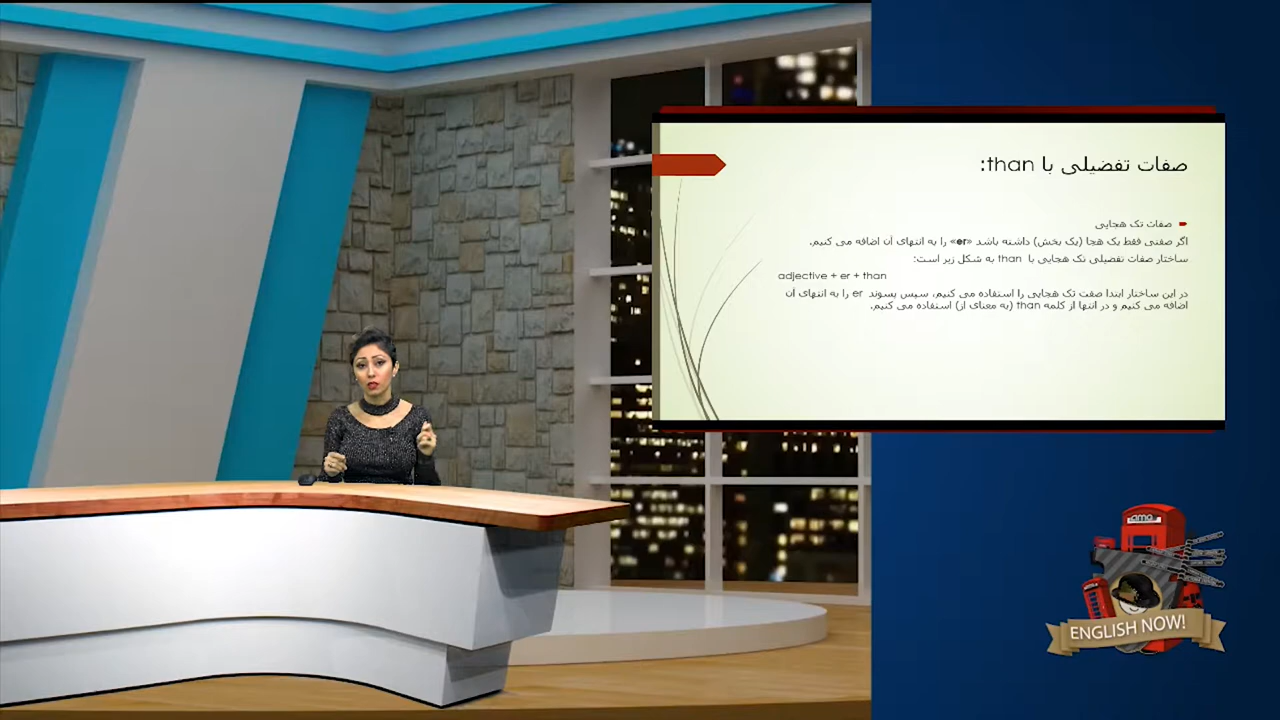 صفات تفضیلی با than:
صفات تک هجایی
اگر صفتی فقط یک هجا (یک بخش) داشته باشد «er» را به انتهای آن اضافه می کنیم.
ساختار صفات تفضیلی تک هجایی با than به شکل زیر است:
adjective + er + than
در این ساختار ابتدا صفت تک هجایی را استفاده می کنیم، سپس پسوند er را به انتهای آن
اضافه می کنیم و در انتها از کلمه than (به معنای از) استفاده می کنیم.
ENGLISH NOW!